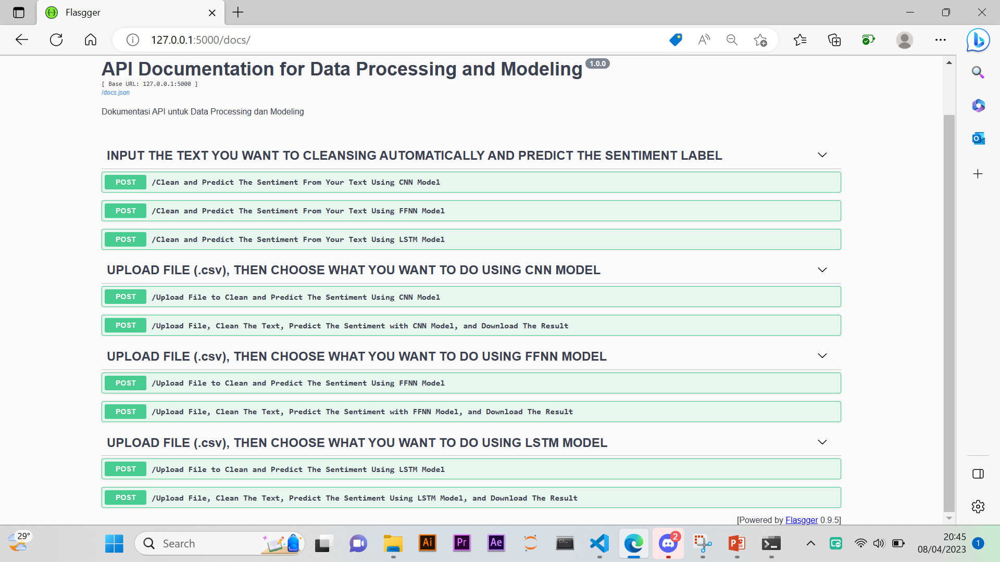 Flasgger
127.0.0.1:5000/docs/
API Documentation for Data Processing and Modeling 1.0.0
[ Base URL: 127.0.0.1:5000 ]
/docs.json
Dokumentasi API untuk Data Processing dan Modeling
INPUT THE TEXT YOU WANT TO CLEANSING AUTOMATICALLY AND PREDICT THE SENTIMENT LABEL
POST /Clean and Predict The Sentiment From Your Text Using CNN Model
POST /Clean and Predict The Sentiment From Your Text Using FFNN Model
POST /Clean and Predict The Sentiment From Your Text Using LSTM Model
UPLOAD FILE (.csv), THEN CHOOSE WHAT YOU WANT TO DO USING CNN MODEL
POST /Upload File to Clean and Predict The Sentiment Using CNN Model
POST /Upload File, Clean The Text, Predict The Sentiment with CNN Model, and Download The Result
UPLOAD FILE (.csv), THEN CHOOSE WHAT YOU WANT TO DO USING FFNN MODEL
POST /Upload File to Clean and Predict The Sentiment Using FFNN Model
POST /Upload File, Clean The Text, Predict The Sentiment with FFNN Model, and Download The Result
UPLOAD FILE (.csv), THEN CHOOSE WHAT YOU WANT TO DO USING LSTM MODEL
POST /Upload File to Clean and Predict The Sentiment Using LSTM Model
POST /Upload File, Clean The Text, Predict The Sentiment Using LSTM Model, and Download The Result
[Powered by Flasgger 0.9.5]
29°
Search
Ai
Pr
Ae
2
20:45
08/04/2023
1